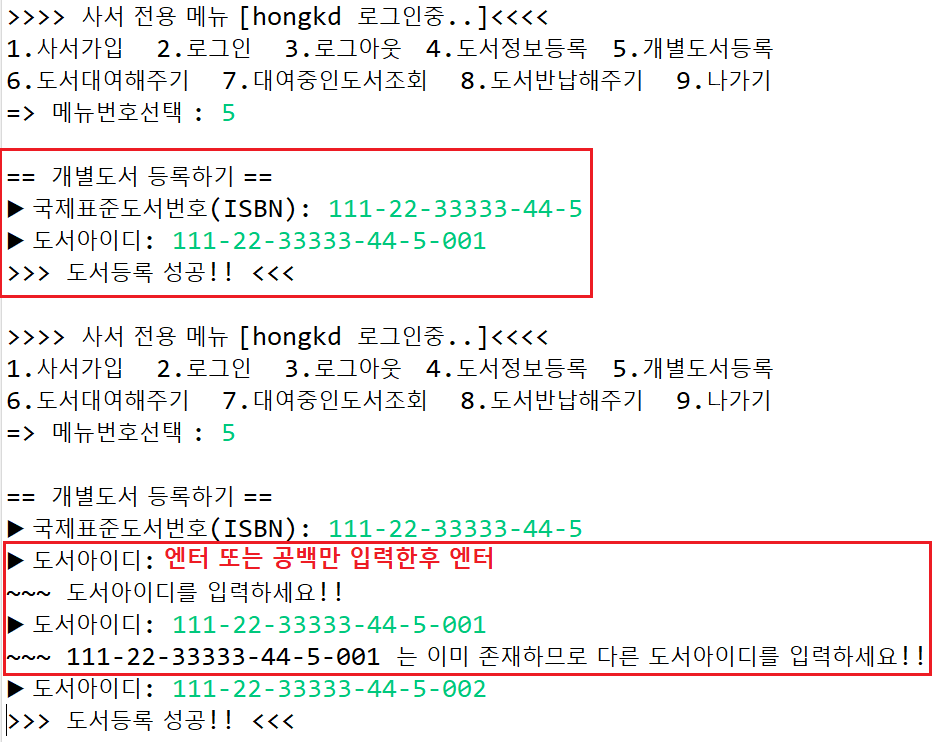 >>>> 사서 전용 메뉴 [hongkd 로그인중..]<<<<
1.사서가입 2.로그인 3.로그아웃 4.도서정보등록 5.개별도서등록
6.도서대여해주기 7.대여중인도서조회 8.도서반납해주기 9.나가기
=> 메뉴번호선택 : 5
== 개별도서 등록하기 ==
▶ 국제표준도서번호(ISBN): 111-22-33333-44-5
▶ 도서아이디: 111-22-33333-44-5-001
>>> 도서등록 성공!! <<<
>>>> 사서 전용 메뉴 [hongkd 로그인중..]<<<<
1.사서가입 2.로그인 3.로그아웃 4.도서정보등록 5.개별도서등록
6.도서대여해주기 7.대여중인도서조회 8.도서반납해주기 9.나가기
=> 메뉴번호선택 : 5
== 개별도서 등록하기 ==
▶ 국제표준도서번호(ISBN): 111-22-33333-44-5
▶ 도서아이디: 엔터 또는 공백만 입력한후 엔터
~~~ 도서아이디를 입력하세요!!
▶ 도서아이디: 111-22-33333-44-5-001
~~~ 111-22-33333-44-5-001 는 이미 존재하므로 다른 도서아이디를 입력하세요!!
▶ 도서아이디: 111-22-33333-44-5-002
>>> 도서등록 성공!! <<<